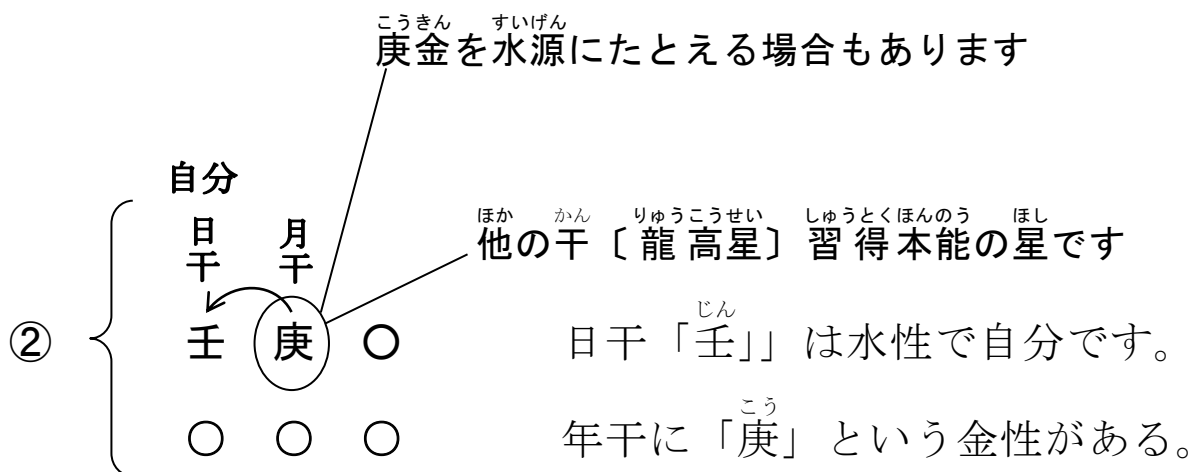 庚金を水源にたとえる場合もあります
こうきん すいげん
自分
日干 月干
他の干〔龍高星〕習得本能の星です
ほか かん りゅうこうせい しゅうとくほんのう ほし
② 壬 庚 〇
日干「壬」」は水性で自分です。
じん
〇 〇 〇
年干に「庚」という金性がある。
こう